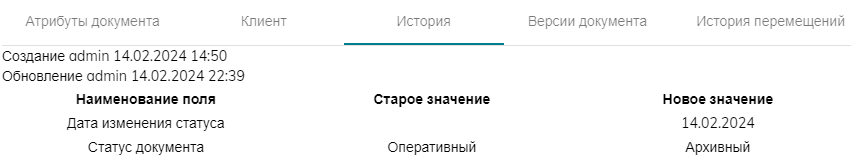 Атрибуты документа Клиент История Версии документа История перемещений
Создание admin 14.02.2024 14:50
Обновление admin 14.02.2024 22:39
Наименование поля Старое значение Новое значение
Дата изменения статуса 14.02.2024
Статус документа Оперативный Архивный